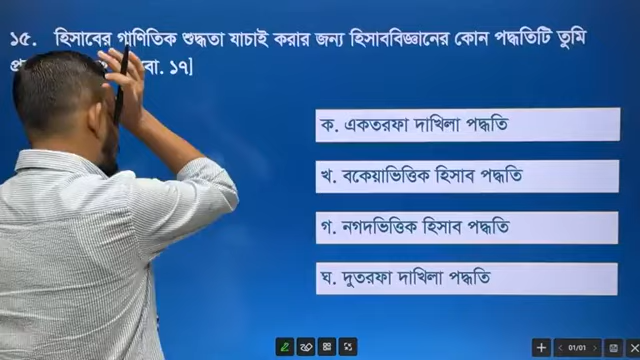 ১৫. হিসাবের গাণিতিক শুদ্ধতা যাচাই করার জন্য হিসাববিজ্ঞানের কোন পদ্ধতিটি তুমি
বো. ১৭]
ক. একতরফা দাখিলা পদ্ধতি
খ. বকেয়াভিত্তিক হিসাব পদ্ধতি
গ. নগদভিত্তিক হিসাব পদ্ধতি
ঘ. দুতরফা দাখিলা পদ্ধতি
01/01